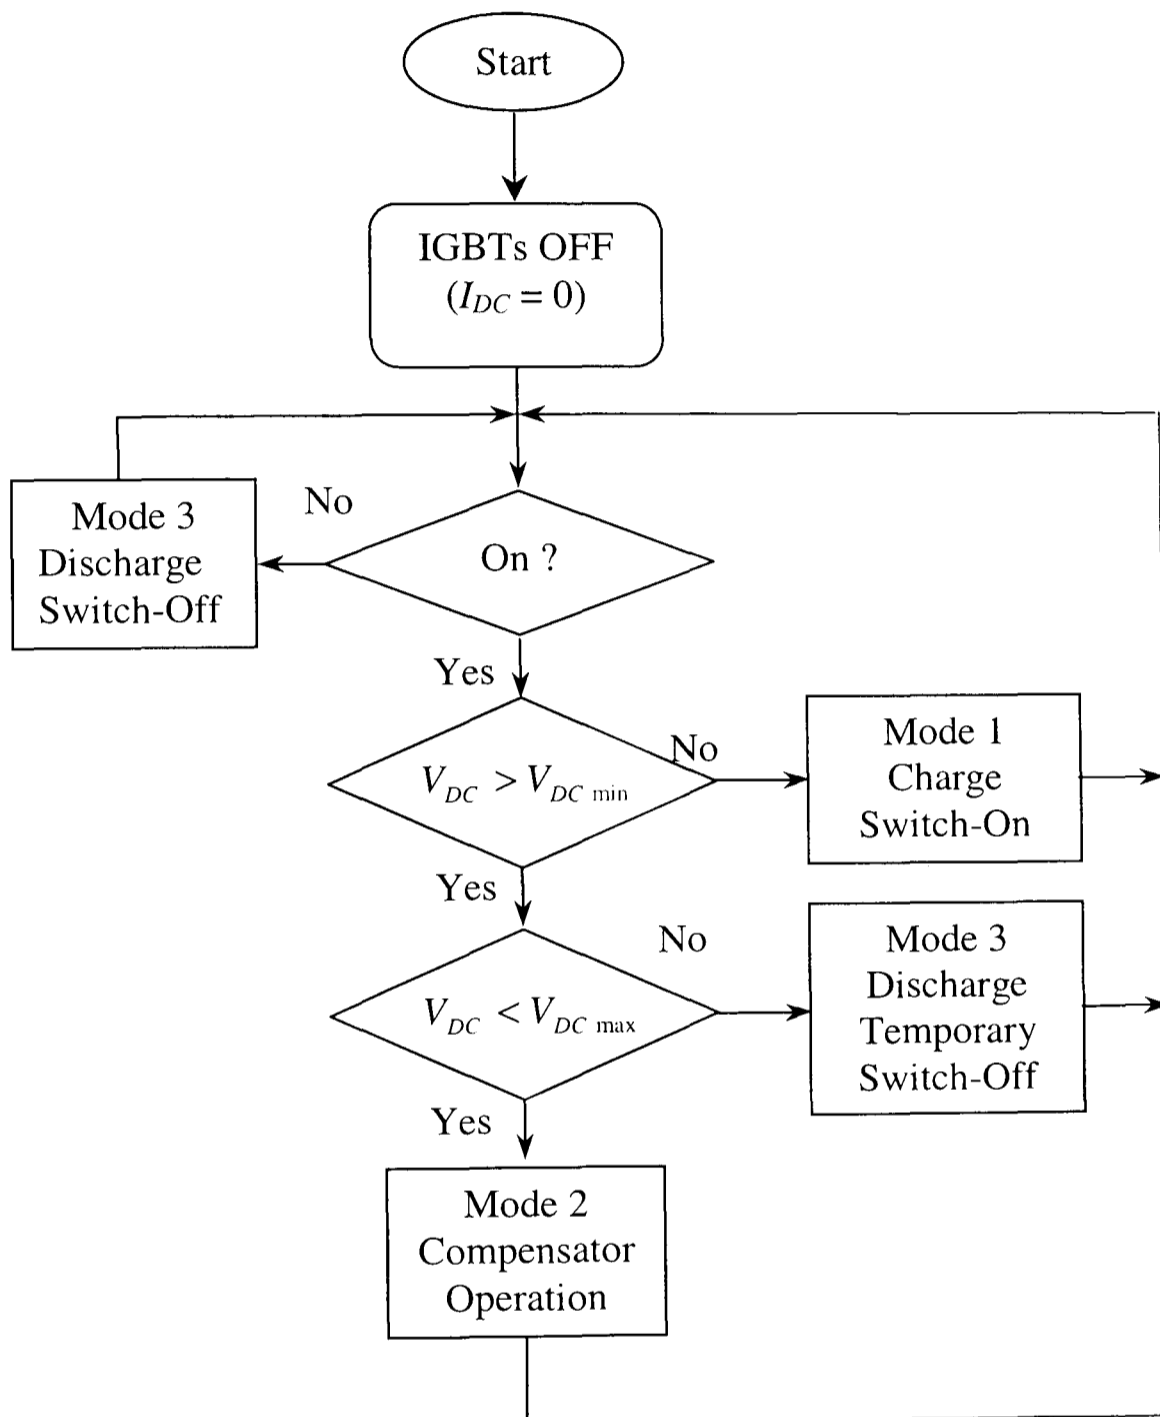 Start
IGBTs OFF
(I_DC = 0)
No
Mode 3
Discharge
Switch-Off
On ?
Yes
V_DC > V_DC min
No
Mode 1
Charge
Switch-On
Yes
V_DC < V_DC max
No
Mode 3
Discharge
Temporary
Switch-Off
Yes
Mode 2
Compensator
Operation